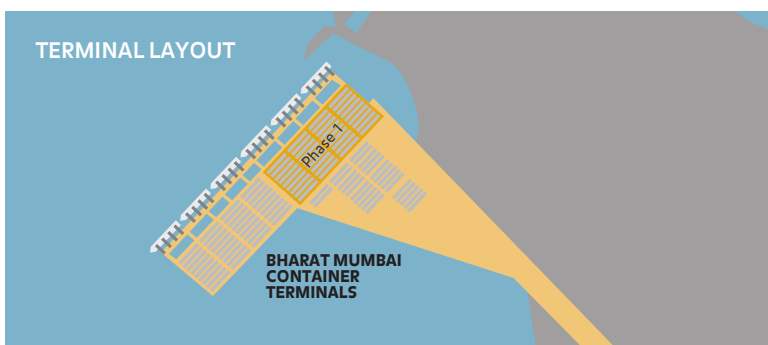 TERMINAL LAYOUT
Phase 1
BHARAT MUMBAI
CONTAINER
TERMINALS